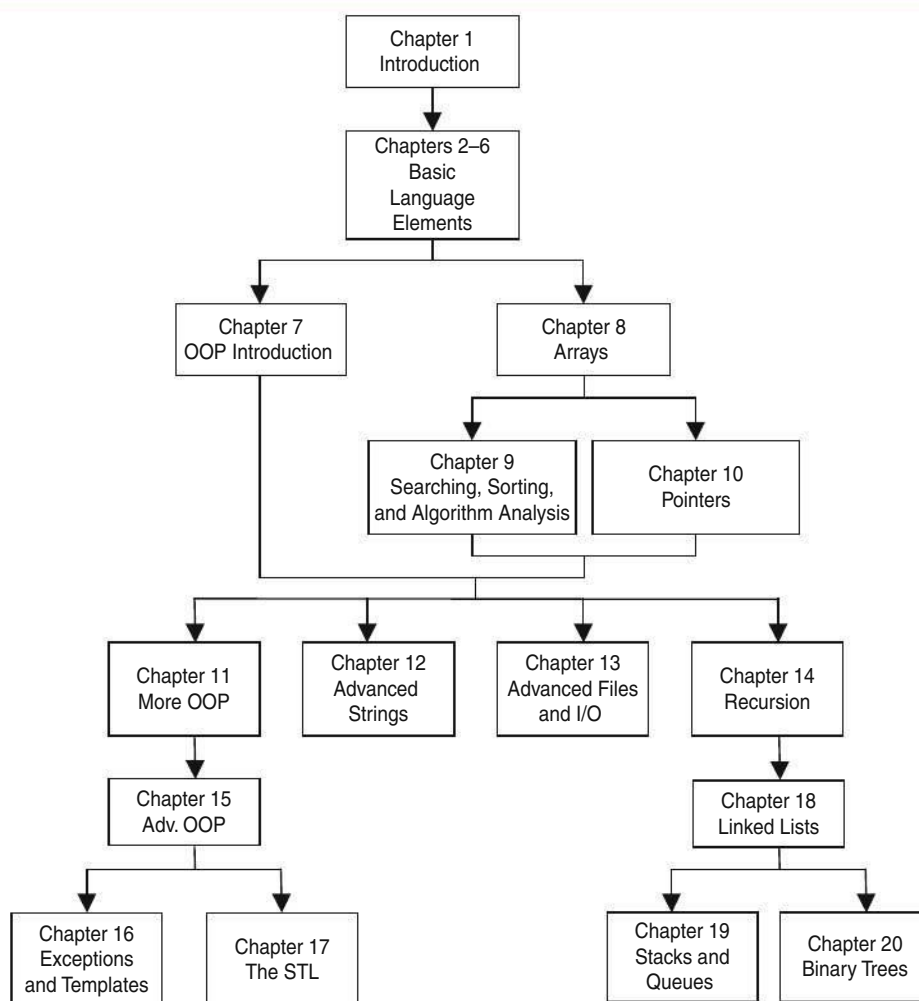 Chapter 1
Introduction
Chapters 2–6
Basic
Language
Elements
Chapter 7
OOP Introduction
Chapter 8
Arrays
Chapter 9
Searching, Sorting,
and Algorithm Analysis
Chapter 10
Pointers
Chapter 11
More OOP
Chapter 12
Advanced
Strings
Chapter 13
Advanced Files
and I/O
Chapter 14
Recursion
Chapter 15
Adv. OOP
Chapter 18
Linked Lists
Chapter 16
Exceptions
and Templates
Chapter 17
The STL
Chapter 19
Stacks and
Queues
Chapter 20
Binary Trees